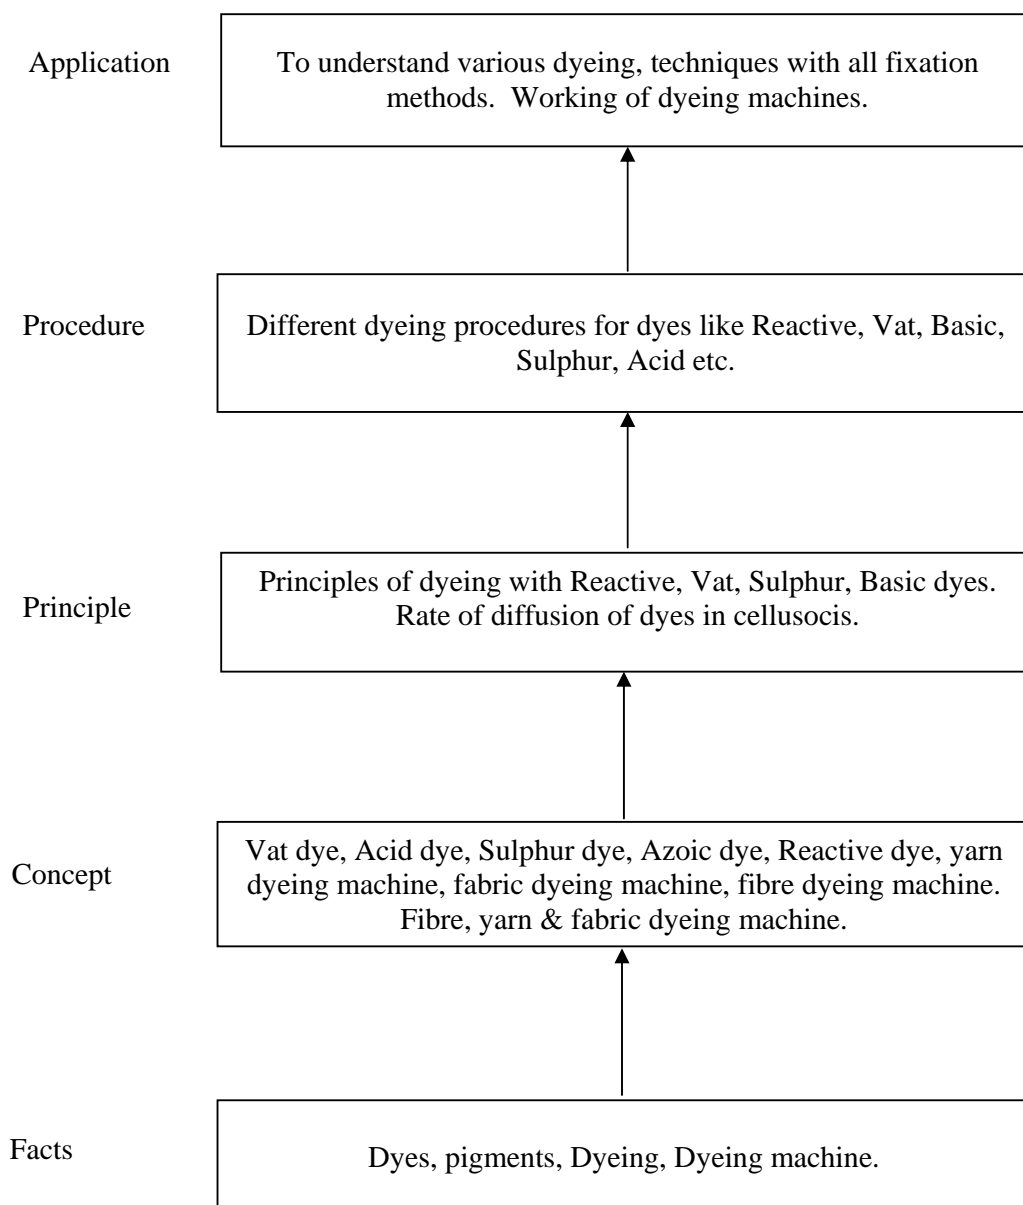 Application
To understand various dyeing, techniques with all fixation
methods.  Working of dyeing machines.
Procedure
Different dyeing procedures for dyes like Reactive, Vat, Basic,
Sulphur, Acid etc.
Principle
Principles of dyeing with Reactive, Vat, Sulphur, Basic dyes.
Rate of diffusion of dyes in cellusocis.
Concept
Vat dye, Acid dye, Sulphur dye, Azoic dye, Reactive dye, yarn
dyeing machine, fabric dyeing machine, fibre dyeing machine.
Fibre, yarn & fabric dyeing machine.
Facts
Dyes, pigments, Dyeing, Dyeing machine.